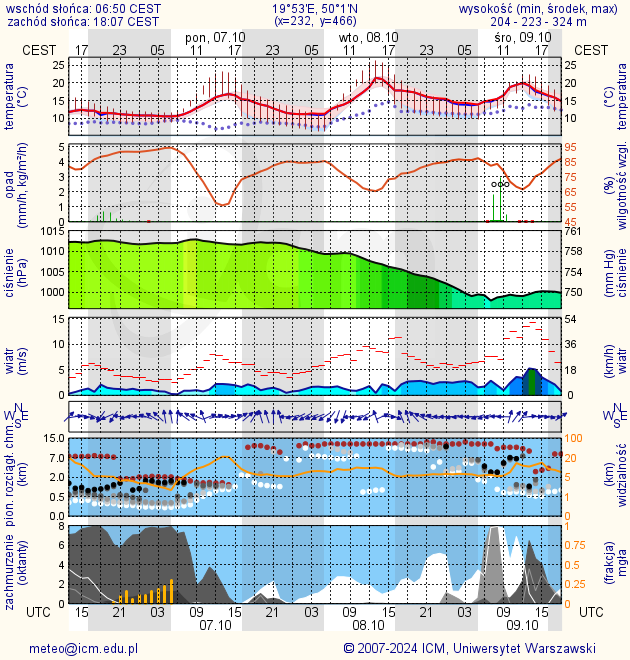 wschód słońca: 06:50 CEST
zachód słońca: 18:07 CEST
19°53'E, 50°1'N
(x=232, y=466)
wysokość (min, środek, max)
204 - 223 - 324 m
pon, 07.10 wto, 08.10 śro, 09.10
CEST 17 23 05 11 17 23 05 11 17 23 05 11 17 CEST
temperatura
(°C)
25
20
15
10
25
20
15
10
temperatura
(°C)
opad
(mm/h, kg/m²/h)
5
4
3
2
1
0
95
85
75
65
55
45
(%)
wilgotność wzgl.
ciśnienie
(hPa)
1015
1010
1005
1000
761
758
754
750
(mm Hg)
ciśnienie
wiatr
(m/s)
15
10
5
0
54
36
18
0
(km/h)
wiatr
N
W E
S
N
W E
S
pion. rozciągł. chm.
(km)
15.0
7.0
2.0
0.5
0.0
100
20
5
1
0
(km)
widzialność
zachmurzenie
(oktanty)
8
6
4
2
0
1
0.75
0.5
0.25
0
(frakcja)
mgła
UTC 15 21 03 09 15 21 03 09 15 21 03 09 15 UTC
07.10 08.10 09.10
meteo@icm.edu.pl
© 2007-2024 ICM, Uniwersytet Warszawski